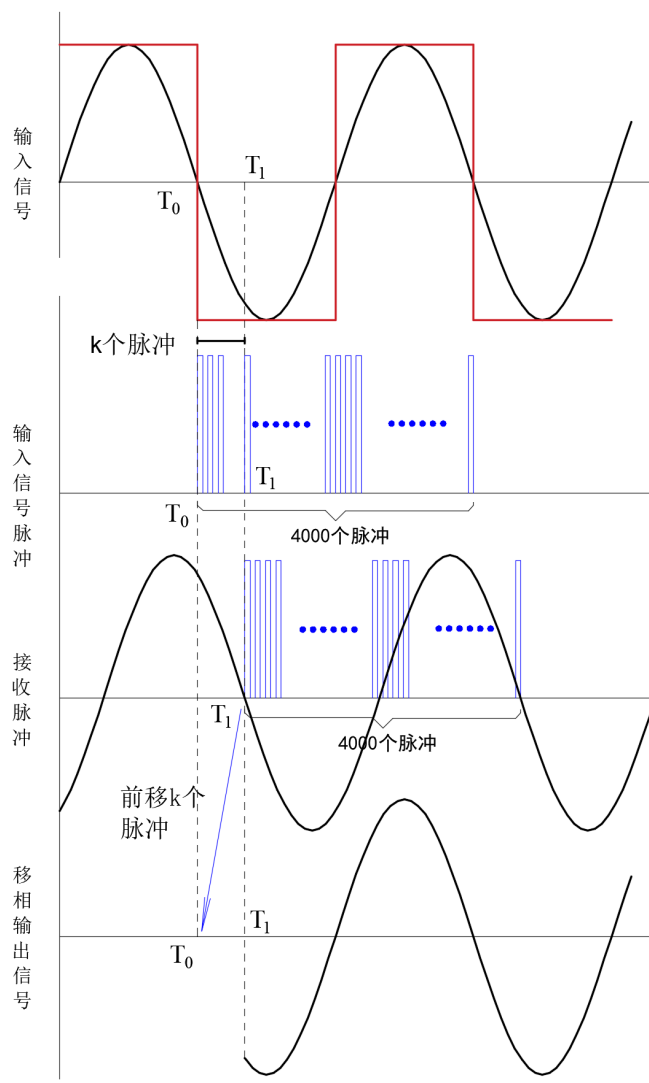 输入信号
T1
T0
k个脉冲
输入信号脉冲
T1
T0
4000个脉冲
接收脉冲
T1
4000个脉冲
前移k个
脉冲
移相输出信号
T1
T0